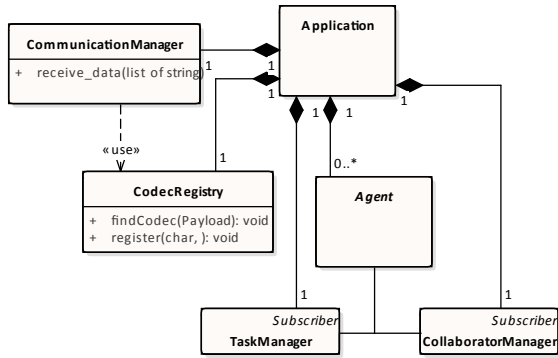 Application
CommunicationManager
+ receive_data(list of string)
1
1
1
1
1
1
«use»
1
0..*
CodecRegistry
+ findCodec(Payload): void
+ register(char, ): void
Agent
1
1
Subscriber
TaskManager
Subscriber
CollaboratorManager